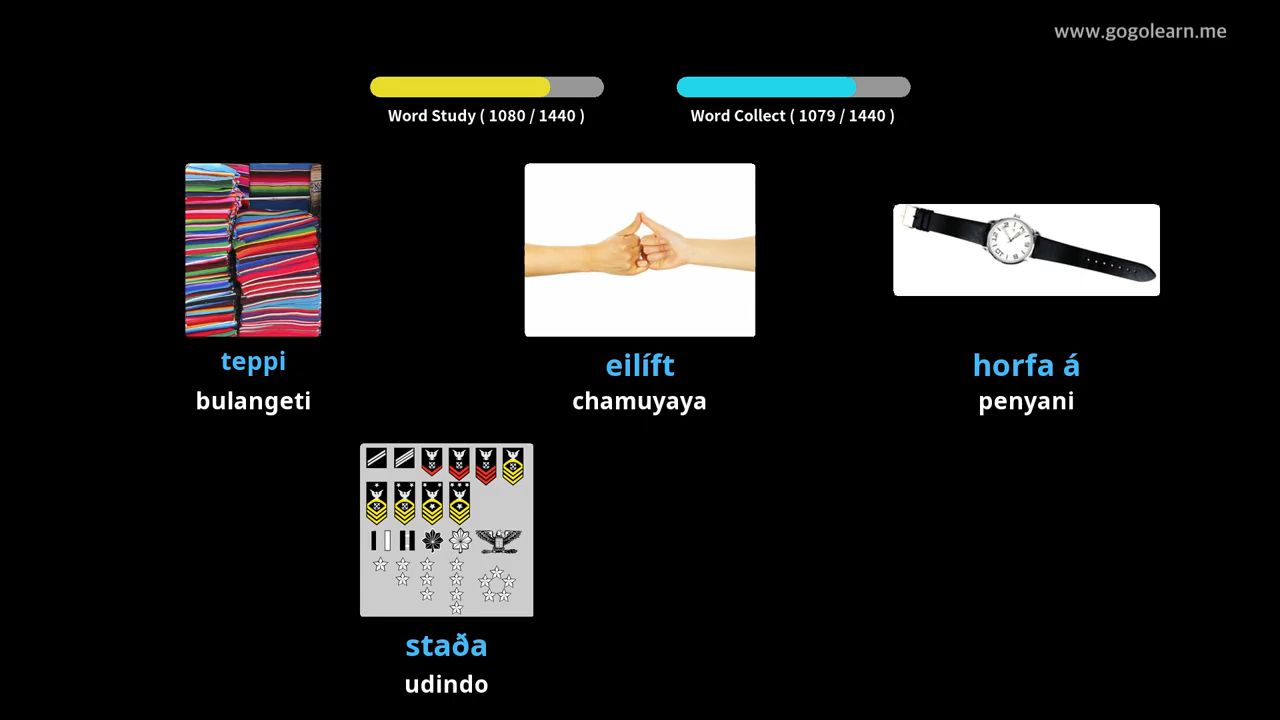 www.gogolearn.me
Word Study ( 1080 / 1440 )
Word Collect ( 1079 / 1440 )
teppi
bulangeti
eilíft
chamuyaya
horfa á
penyani
staða
udindo